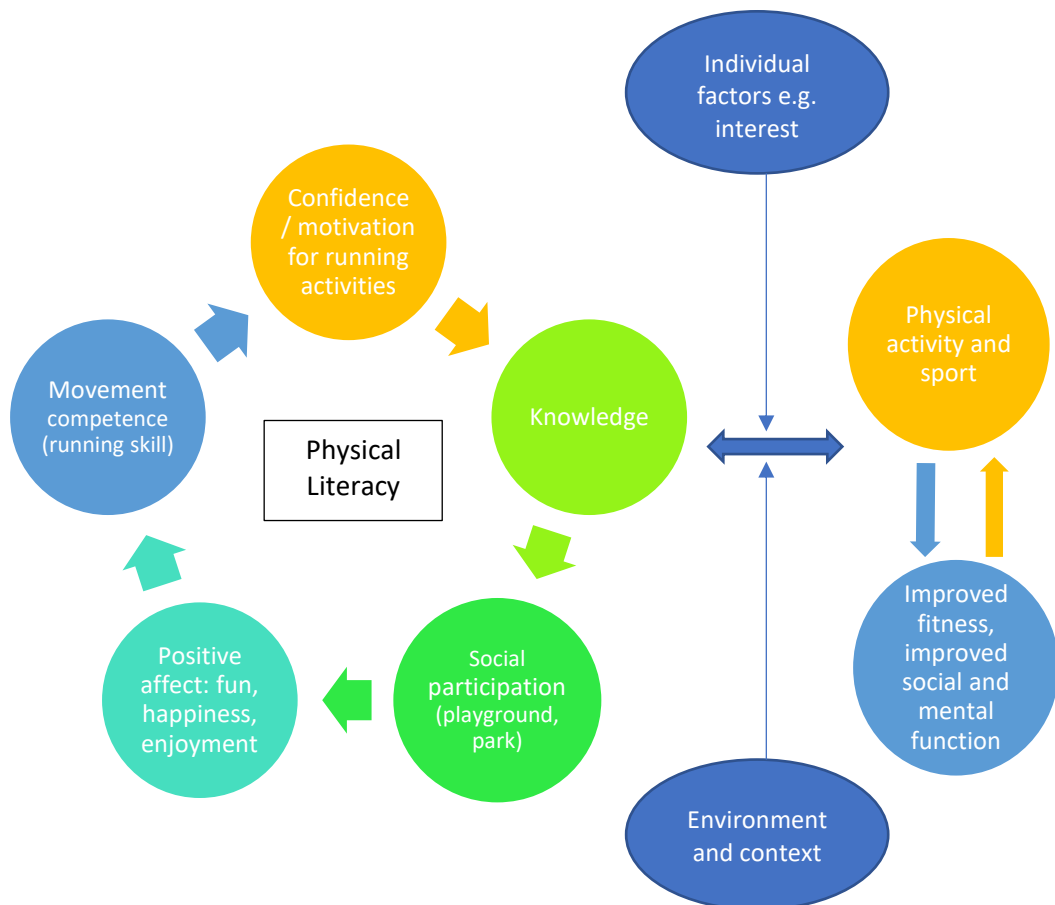 Individual
factors e.g.
interest
Confidence
/ motivation
for running
activities
Physical
activity and
sport
Movement
competence
(running skill)
Knowledge
Physical
Literacy
Improved
fitness,
improved
social and
mental
function
Positive
affect: fun,
happiness,
enjoyment
Social
participation
(playground,
park)
Environment
and context